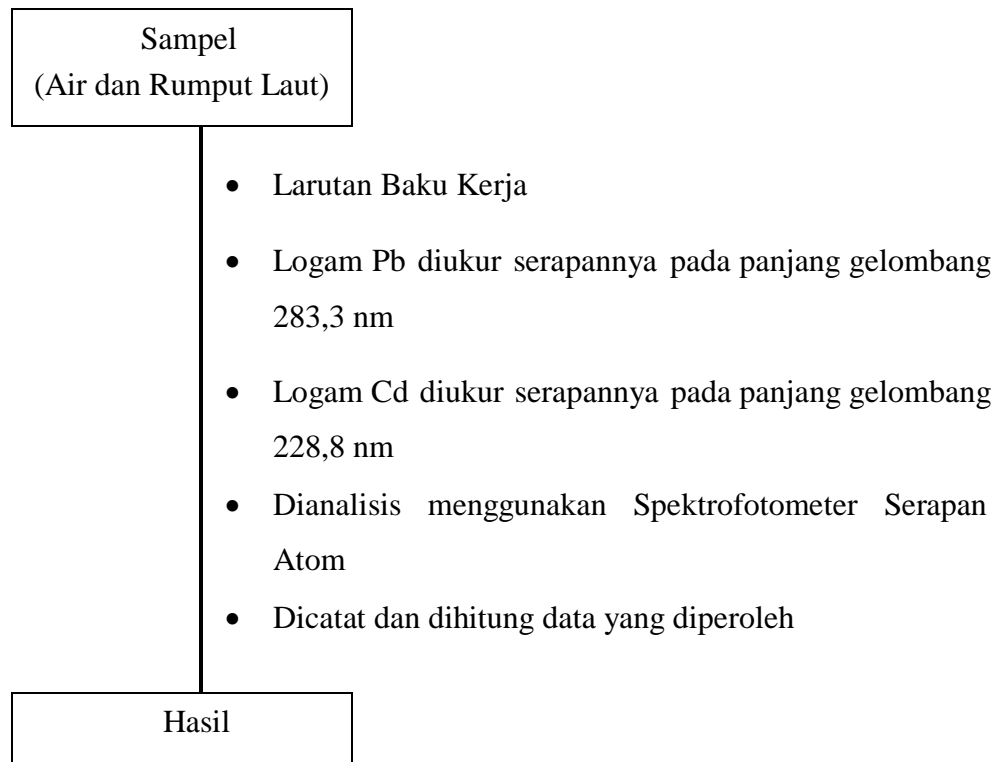 Sampel
(Air dan Rumput Laut)
• Larutan Baku Kerja
• Logam Pb diukur serapannya pada panjang gelombang
283,3 nm
• Logam Cd diukur serapannya pada panjang gelombang
228,8 nm
• Dianalisis menggunakan Spektrofotometer Serapan
Atom
• Dicatat dan dihitung data yang diperoleh
Hasil